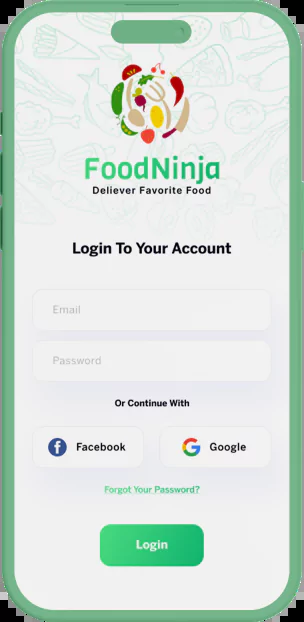 FoodNinja
Deliever Favorite Food
Login To Your Account
Email
Password
Or Continue With
Facebook
Google
Forgot Your Password?
Login